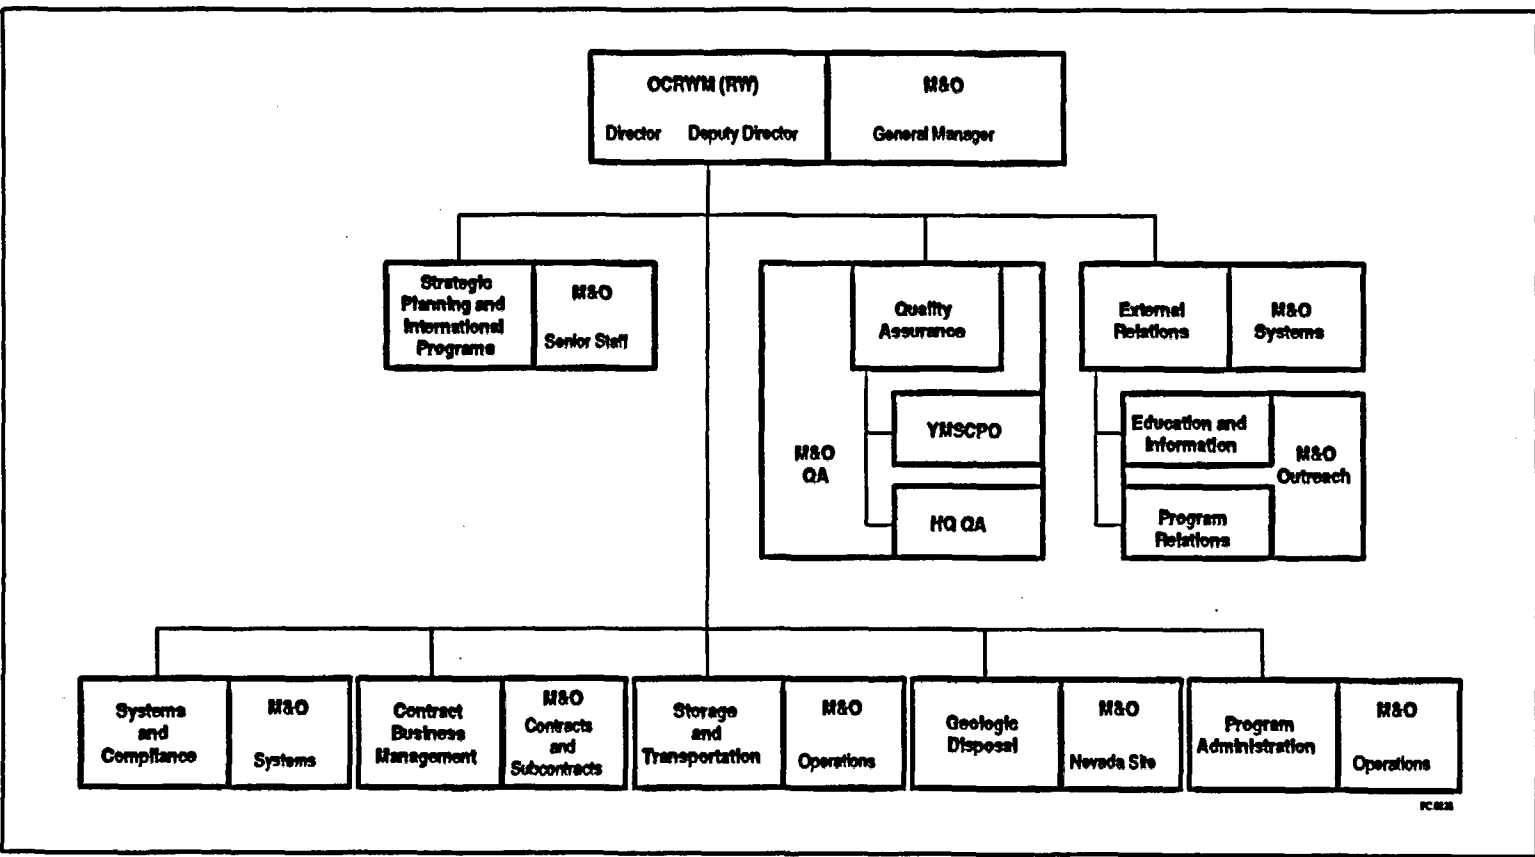 OCRWM (RW)
M&O
Director Deputy Director
General Manager
Strategic
Planning and
International
Programs
M&O
Senior Staff
Quality
Assurance
External
Relations
M&O
Systems
M&O
QA
YMSCPO
HQ QA
Education and
Information
Program
Relations
M&O
Outreach
Systems
and
Compliance
M&O
Systems
Contract
Business
Management
M&O
Contracts
and
Subcontracts
Storage
and
Transportation
M&O
Operations
Geologic
Disposal
M&O
Nevada Site
Program
Administration
M&O
Operations